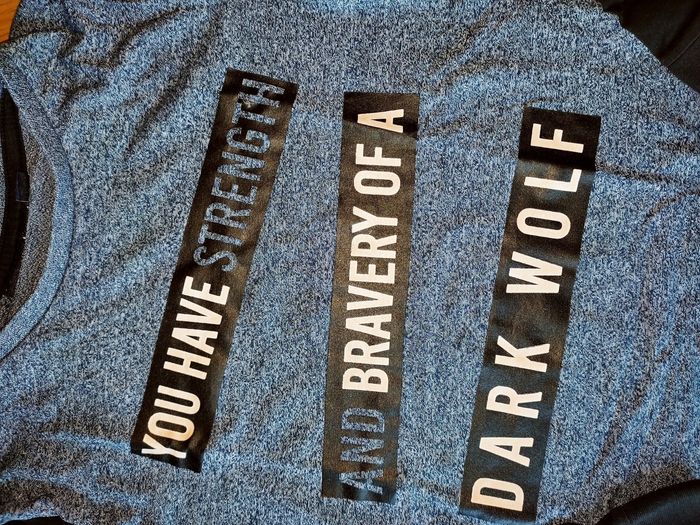 YOU HAVE STRENGTH
AND BRAVERY OF A
DARK WOLF